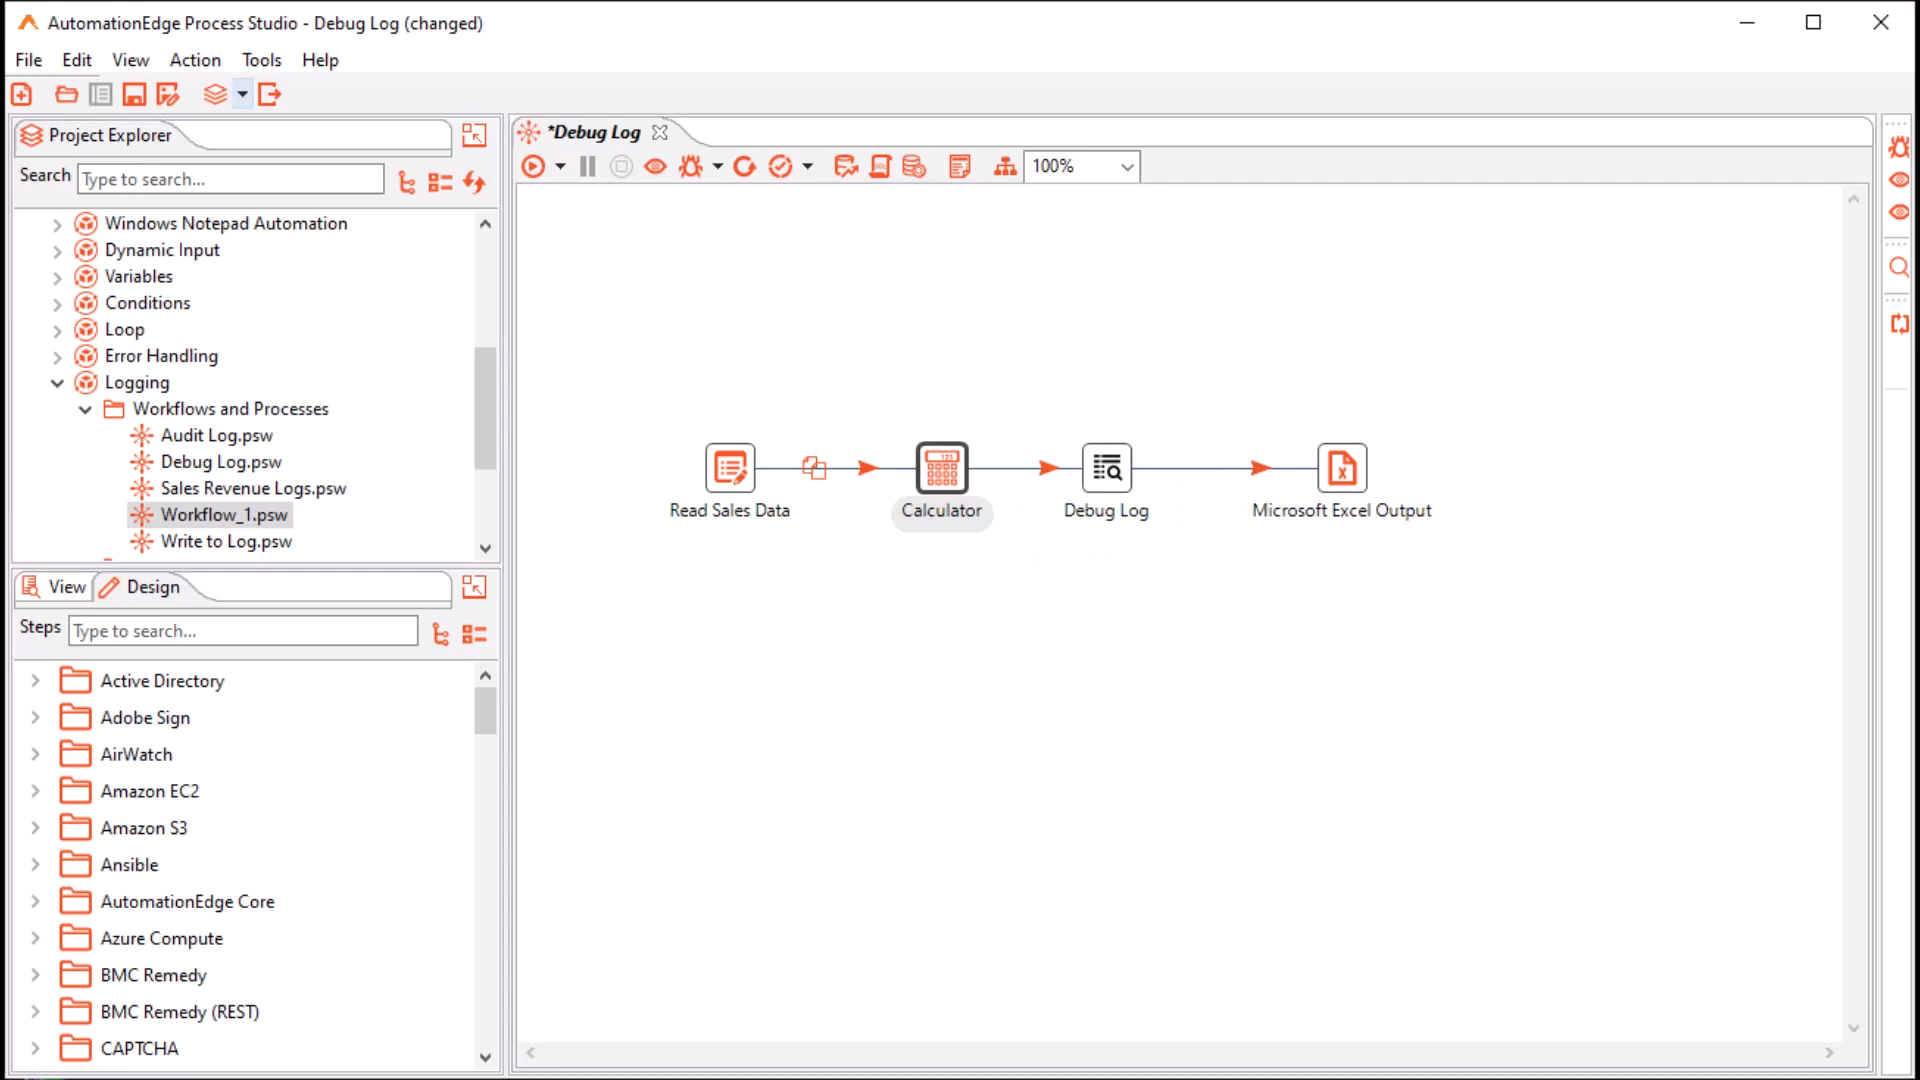 AutomationEdge Process Studio - Debug Log (changed)
File Edit View Action Tools Help
Project Explorer
Search Type to search...
Windows Notepad Automation
Dynamic Input
Variables
Conditions
Loop
Error Handling
Logging
Workflows and Processes
Audit Log.psw
Debug Log.psw
Sales Revenue Logs.psw
Workflow_1.psw
Write to Log.psw
View Design
Steps Type to search...
Active Directory
Adobe Sign
AirWatch
Amazon EC2
Amazon S3
Ansible
AutomationEdge Core
Azure Compute
BMC Remedy
BMC Remedy (REST)
CAPTCHA
*Debug Log
100%
123
X
Read Sales Data Calculator Debug Log Microsoft Excel Output